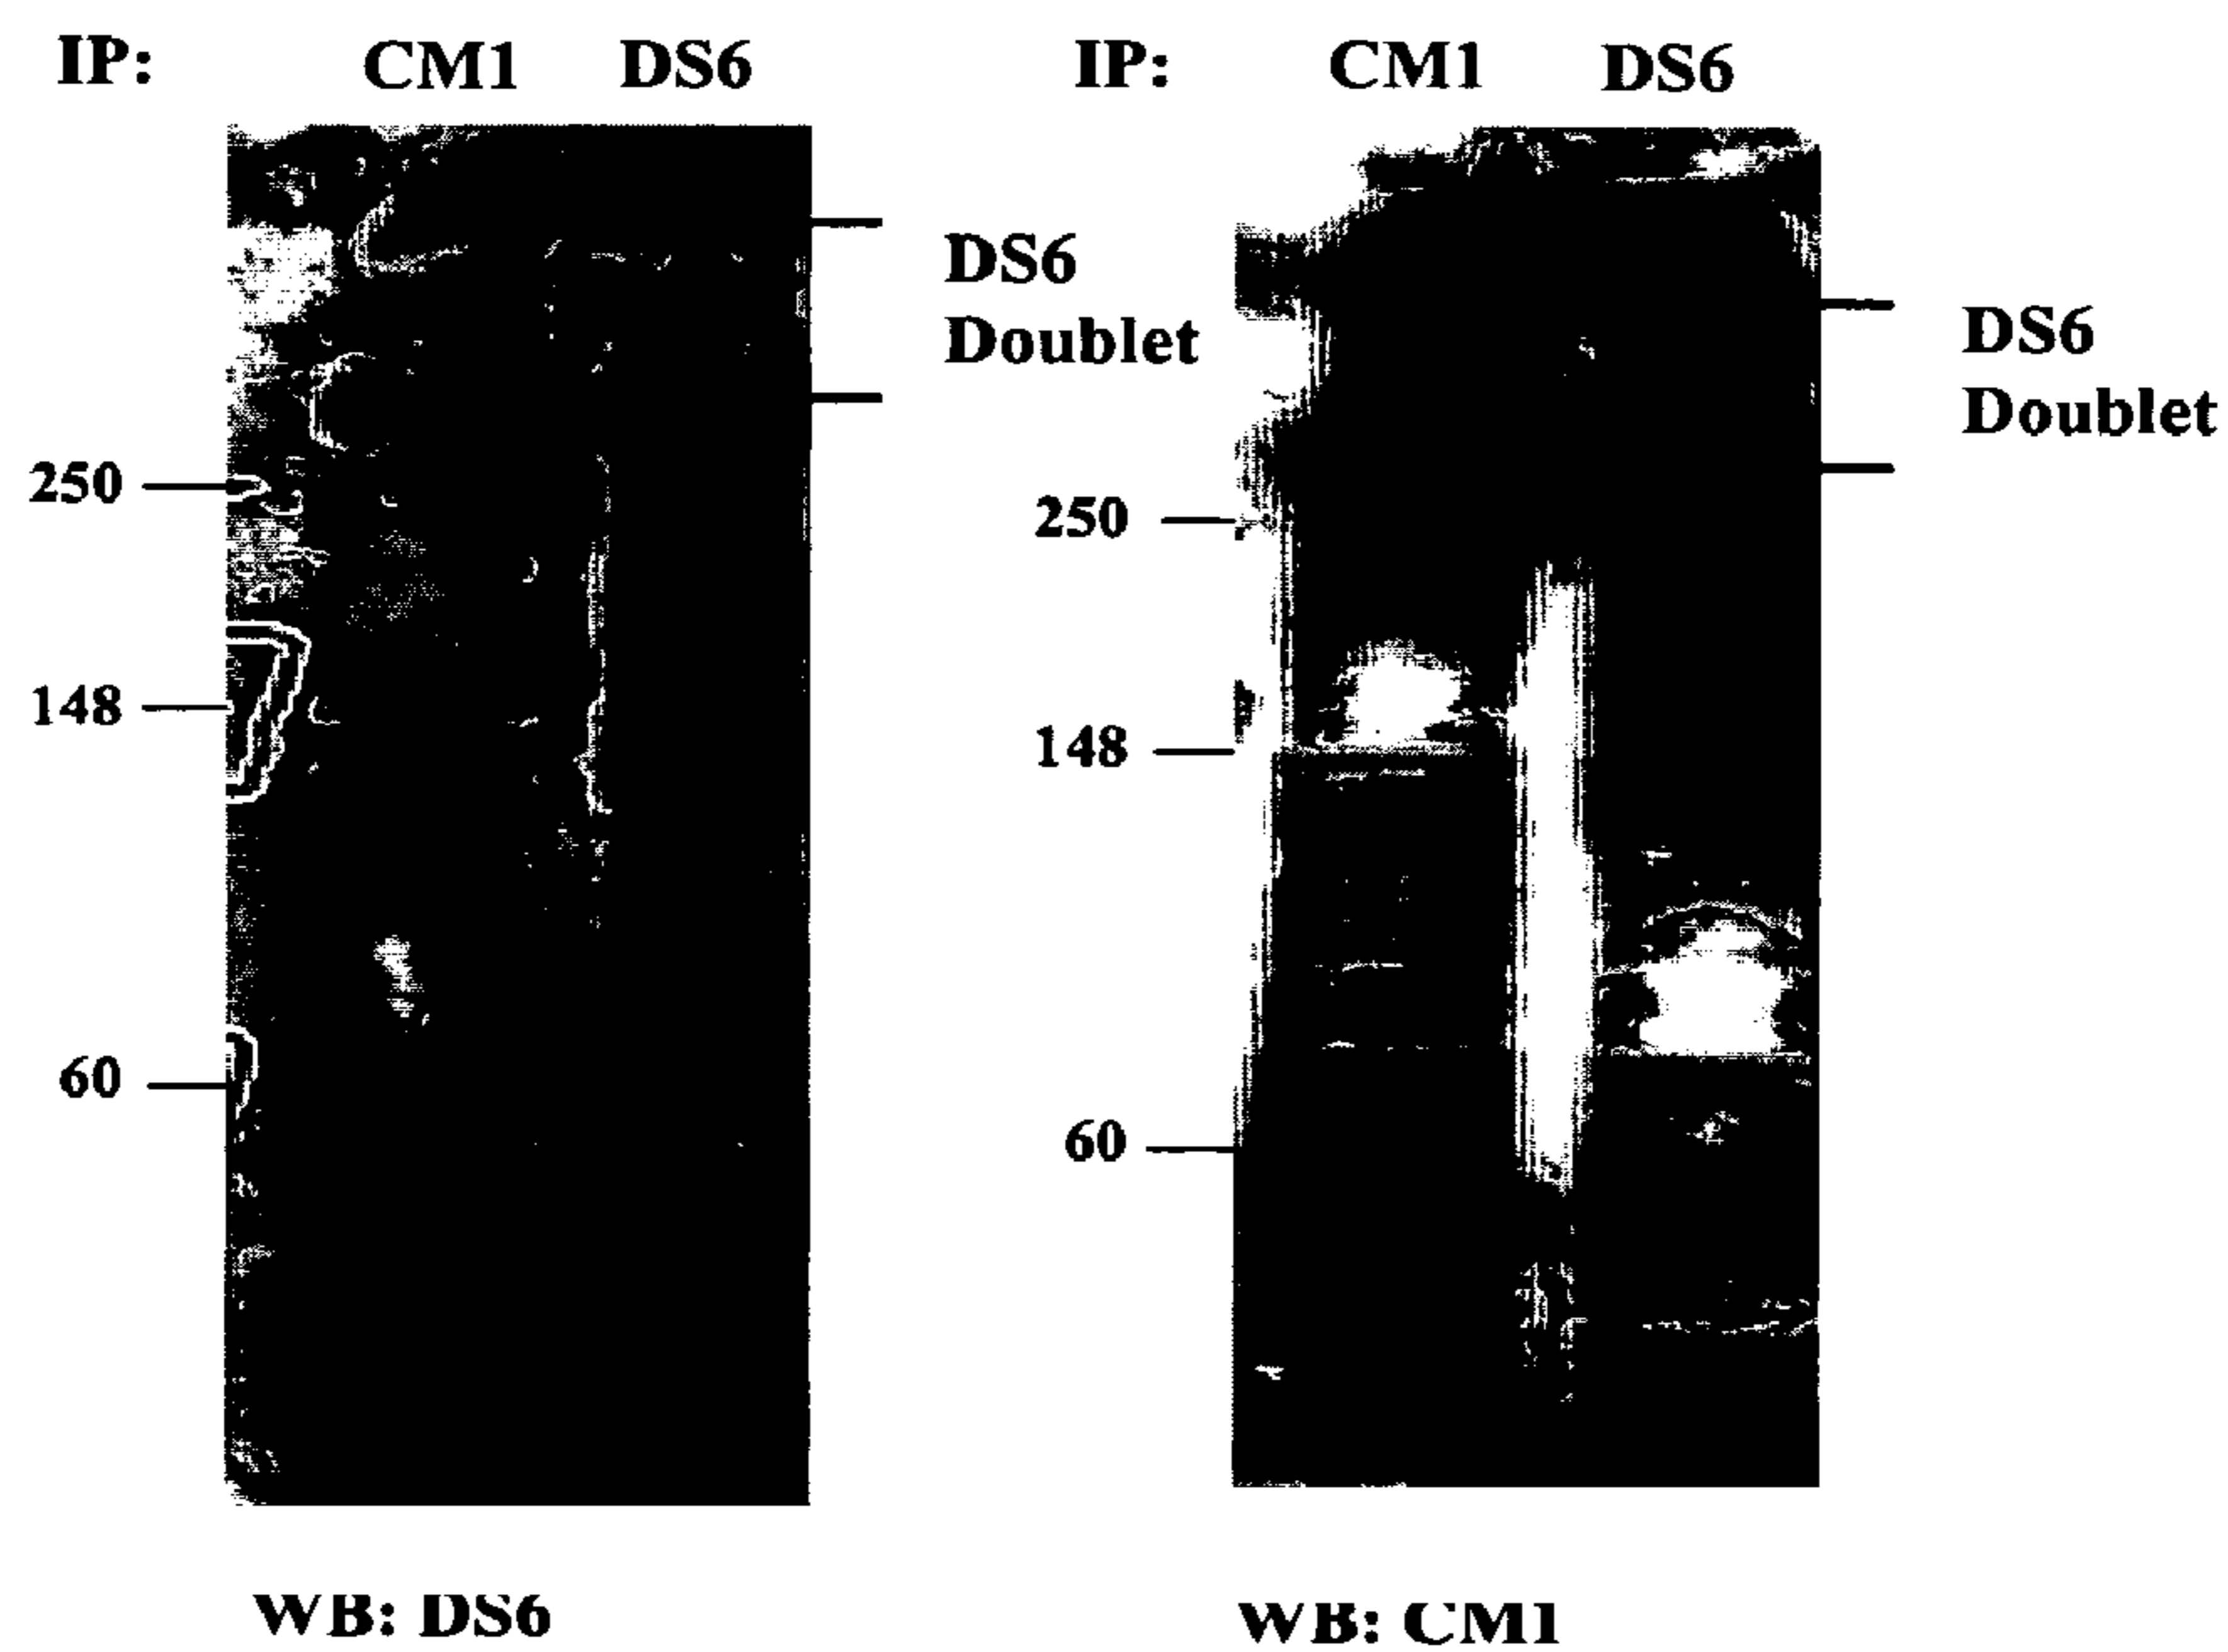 IP: CM1 DS6
DS6
Doublet
250
148
60
WB: DS6
IP: CM1 DS6
DS6
Doublet
250
148
60
WB: CM1